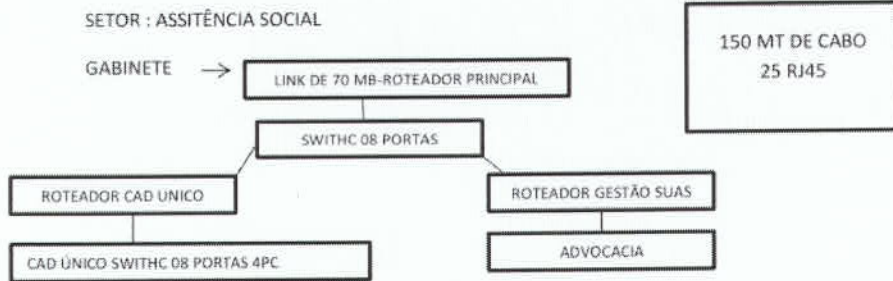 SETOR : ASSITÊNCIA SOCIAL
GABINETE
LINK DE 70 MB-ROTEADOR PRINCIPAL
150 MT DE CABO
25 RJ45
SWITHC 08 PORTAS
ROTEADOR CAD UNICO
ROTEADOR GESTÃO SUAS
CAD ÚNICO SWITHC 08 PORTAS 4PC
ADVOCACIA